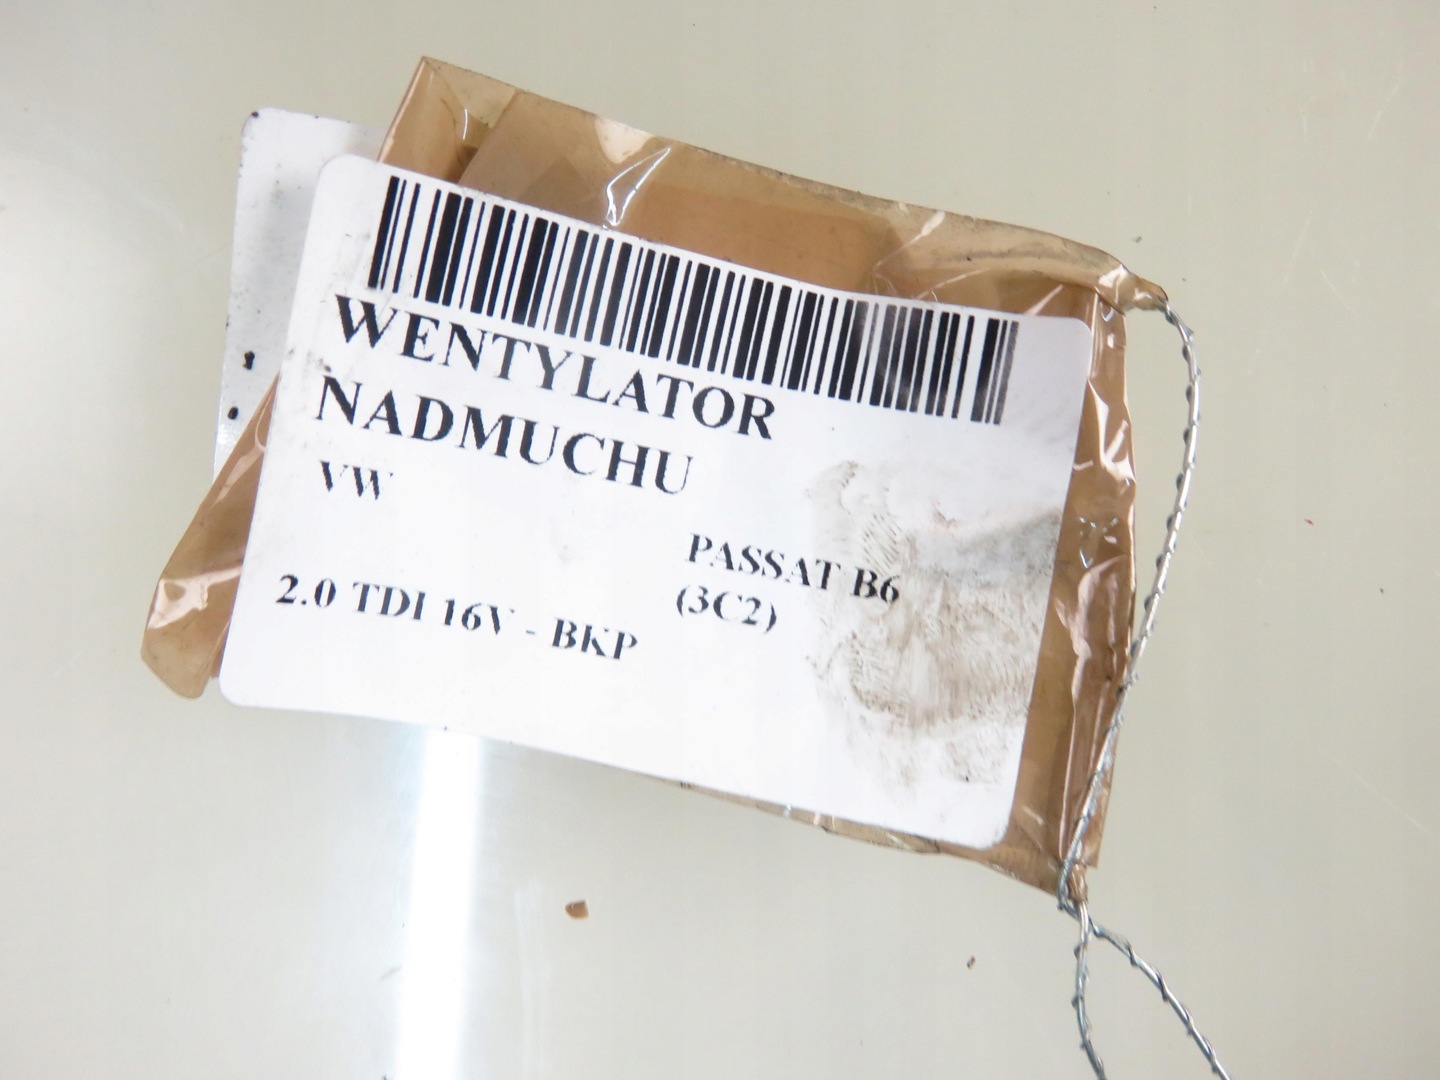 WENTYLATOR
NADMUCHU
VW
PASSAT B6
(3C2)
2.0 TDI 16V - BKP